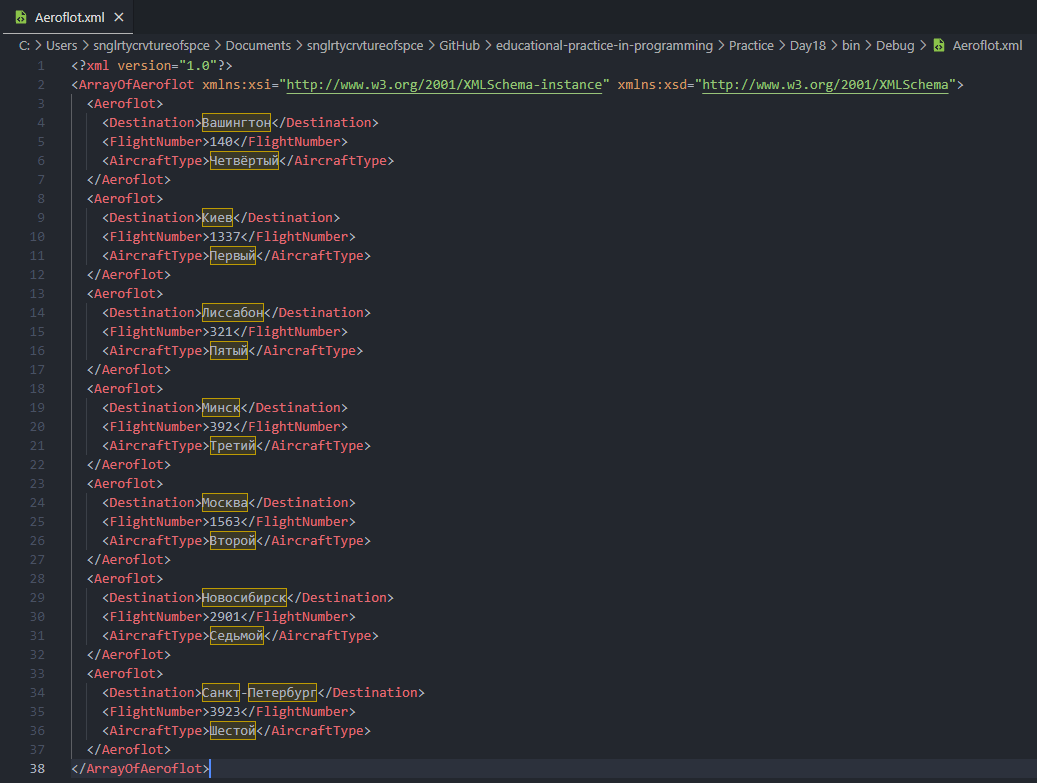 Aeroflot.xml
C: > Users > snglrtycrvtureofspce > Documents > snglrtycrvtureofspce > GitHub > educational-practice-in-programming > Practice > Day18 > bin > Debug > Aeroflot.xml
1 <?xml version="1.0"?>
2 <ArrayOfAeroflot xmlns:xsi="http://www.w3.org/2001/XMLSchema-instance" xmlns:xsd="http://www.w3.org/2001/XMLSchema">
3 <Aeroflot>
4 <Destination>Вашингтон</Destination>
5 <FlightNumber>140</FlightNumber>
6 <AircraftType>Четвёртый</AircraftType>
7 </Aeroflot>
8 <Aeroflot>
9 <Destination>Киев</Destination>
10 <FlightNumber>1337</FlightNumber>
11 <AircraftType>Первый</AircraftType>
12 </Aeroflot>
13 <Aeroflot>
14 <Destination>Лиссабон</Destination>
15 <FlightNumber>321</FlightNumber>
16 <AircraftType>Пятый</AircraftType>
17 </Aeroflot>
18 <Aeroflot>
19 <Destination>Минск</Destination>
20 <FlightNumber>392</FlightNumber>
21 <AircraftType>Третий</AircraftType>
22 </Aeroflot>
23 <Aeroflot>
24 <Destination>Москва</Destination>
25 <FlightNumber>1563</FlightNumber>
26 <AircraftType>Второй</AircraftType>
27 </Aeroflot>
28 <Aeroflot>
29 <Destination>Новосибирск</Destination>
30 <FlightNumber>2901</FlightNumber>
31 <AircraftType>Седьмой</AircraftType>
32 </Aeroflot>
33 <Aeroflot>
34 <Destination>Санкт-Петербург</Destination>
35 <FlightNumber>3923</FlightNumber>
36 <AircraftType>Шестой</AircraftType>
37 </Aeroflot>
38 </ArrayOfAeroflot>